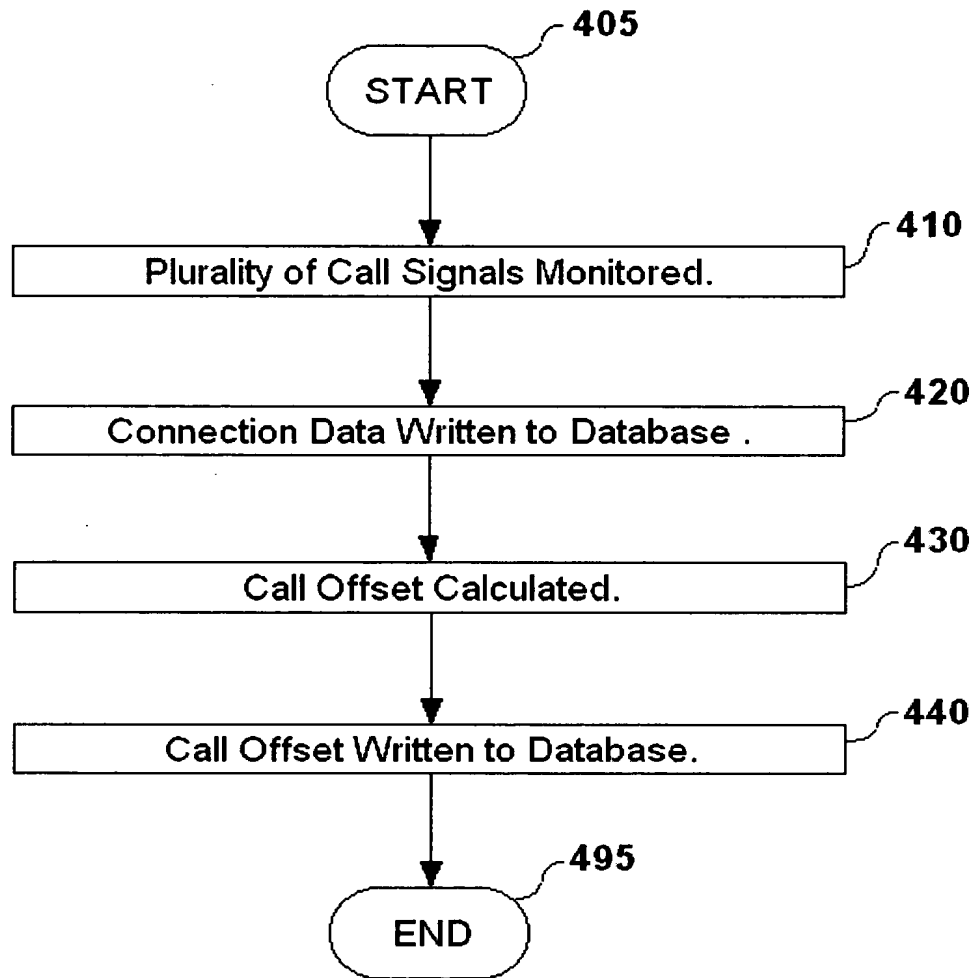 405
START
410
Plurality of Call Signals Monitored.
420
Connection Data Written to Database .
430
Call Offset Calculated.
440
Call Offset Written to Database.
495
END